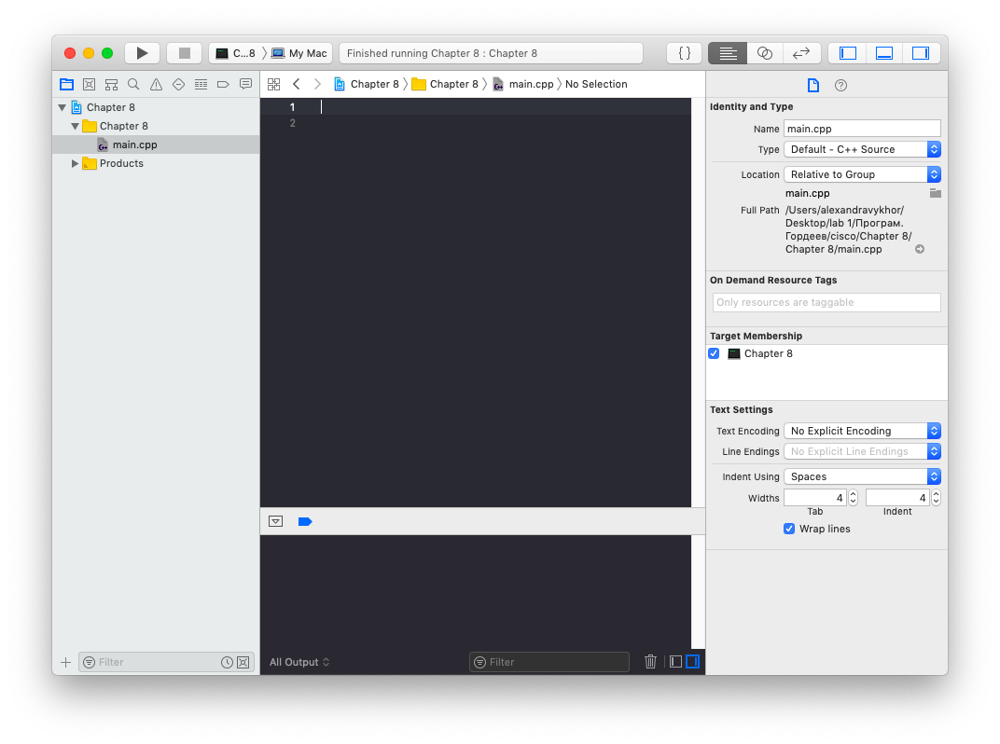 C...8 〉 My Mac
Finished running Chapter 8 : Chapter 8
{ }
Chapter 8 〉 Chapter 8 〉 main.cpp 〉 No Selection
Chapter 8
Chapter 8
main.cpp
Products
1
2
Identity and Type
Name main.cpp
Type Default - C++ Source
Location Relative to Group
main.cpp
Full Path /Users/alexandravykhor/
Desktop/lab 1/Програм.
Гордеев/cisco/Chapter 8/
Chapter 8/main.cpp
On Demand Resource Tags
Only resources are taggable
Target Membership
Chapter 8
Text Settings
Text Encoding No Explicit Encoding
Line Endings No Explicit Line Endings
Indent Using Spaces
Widths 4 4
Tab Indent
Wrap lines
Filter
All Output
Filter